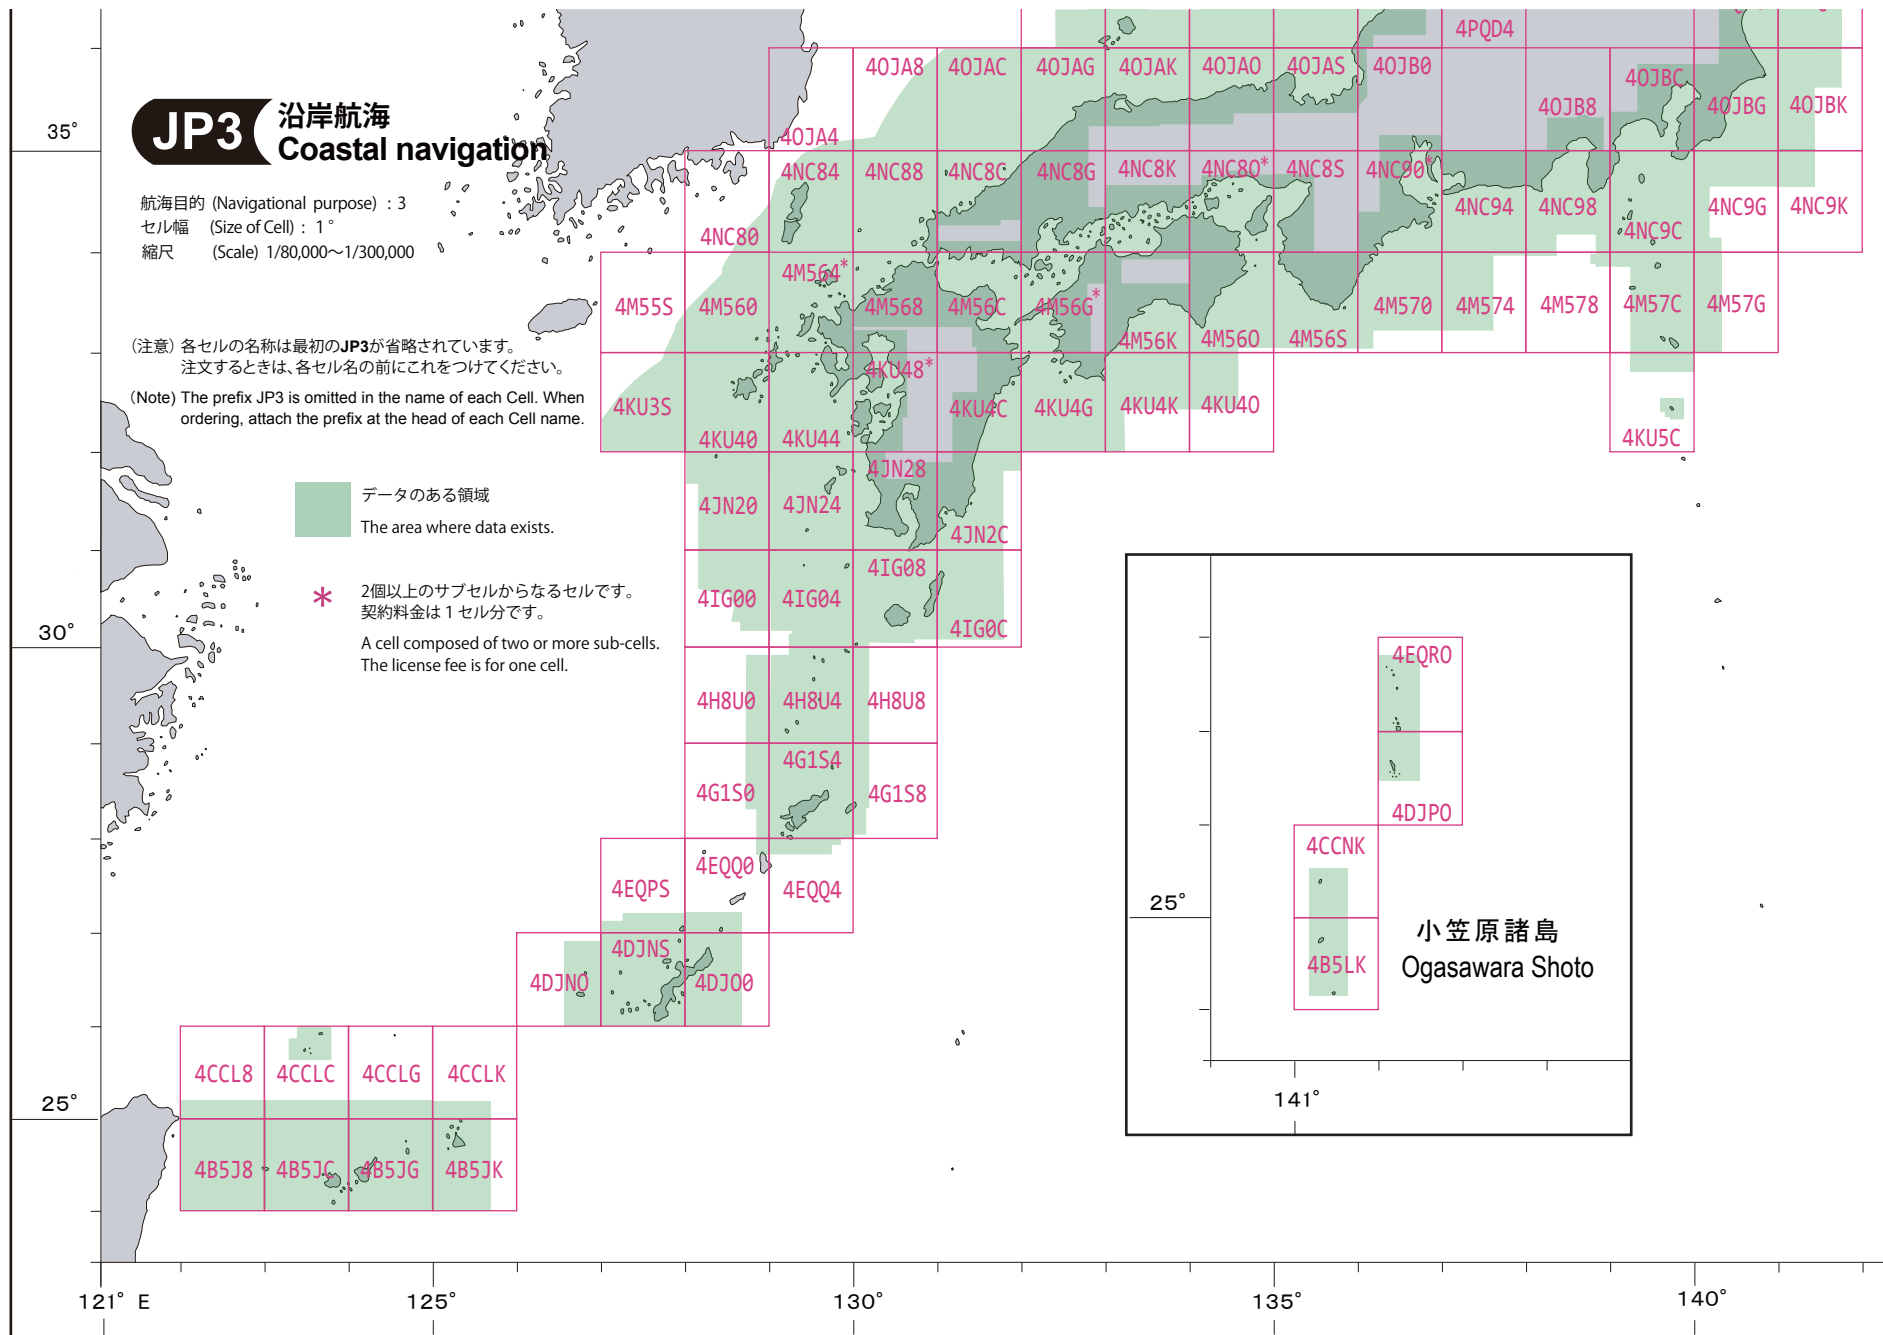 4PQD4
4OJA8 4OJAC 4OJAG 4OJAK 4OJAO 4OJAS 4OJB0
4OJBC
4OJB8 4OJBG 4OJBK
4OJA4
JP3
沿岸航海
Coastal navigation
35°
航海目的 (Navigational purpose) : 3
セル幅 (Size of Cell) : 1°
縮尺 (Scale) 1/80,000～1/300,000
4NC84 4NC88 4NC8C 4NC8G 4NC8K 4NC8O* 4NC8S 4NC90*
4NC94 4NC98 4NC9G 4NC9K
4NC80 4NC9C
4M564*
4M55S 4M560 4M568 4M56C 4M56G* 4M570 4M574 4M578 4M57C 4M57G
4M56K 4M56O 4M56S
(注意) 各セルの名称は最初のJP3が省略されています。
注文するときは、各セル名の前にこれをつけてください。
(Note) The prefix JP3 is omitted in the name of each Cell. When
ordering, attach the prefix at the head of each Cell name.
4KU48*
4KU3S 4KU4C 4KU4G 4KU4K 4KU4O
4KU40 4KU44 4KU5C
データのある領域
The area where data exists.
4JN28
4JN20 4JN24
4JN2C
*
2個以上のサブセルからなるセルです。
契約料金は1セル分です。
A cell composed of two or more sub-cells.
The license fee is for one cell.
4IG08
4IG00 4IG04
4IG0C
30°
4H8U0 4H8U4 4H8U8
4G1S4
4G1S0 4G1S8
4EQQ0
4EQPS 4EQQ4
4DJNS
4DJNO 4DJO0
4CCL8 4CCLC 4CCLG 4CCLK
25°
4B5J8 4B5JC 4B5JG 4B5JK
4EQRO
4DJPO
4CCNK
25°
4B5LK
小笠原諸島
Ogasawara Shoto
141°
121° E 125° 130° 135° 140°